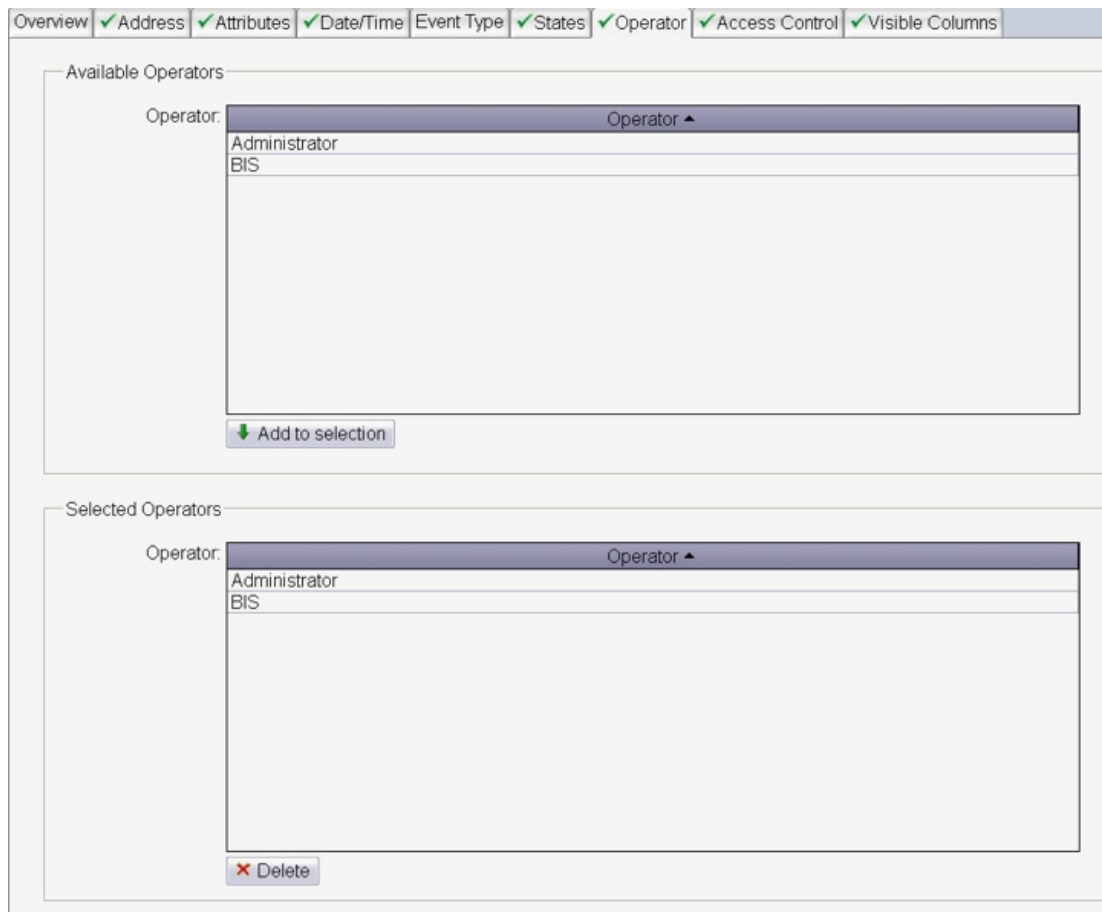 Overview Address Attributes Date/Time Event Type States Operator Access Control Visible Columns
Available Operators
Operator: Operator
Administrator
BIS
Add to selection
Selected Operators
Operator: Operator
Administrator
BIS
Delete